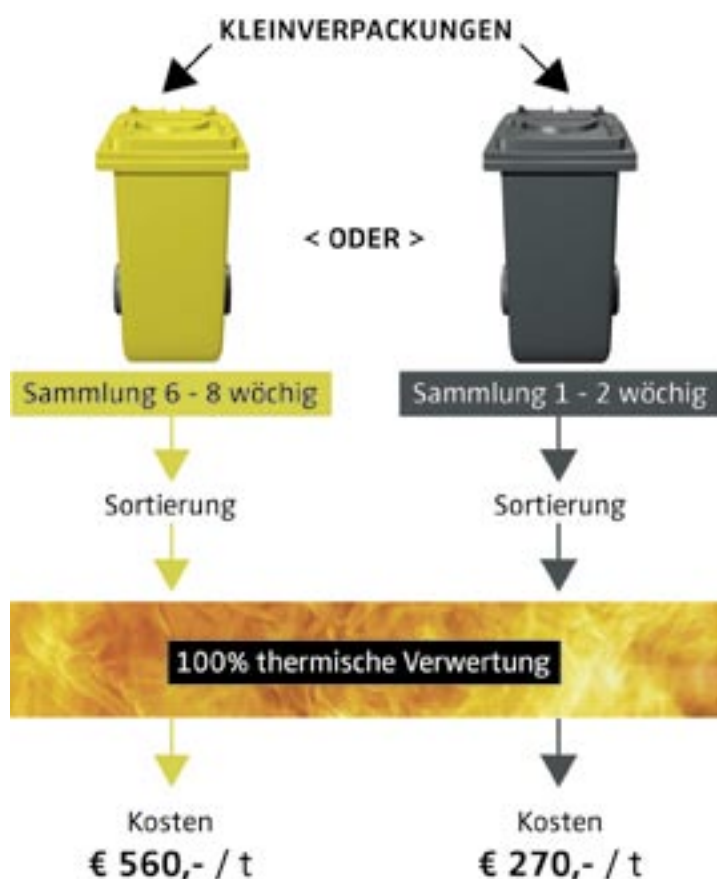 KLEINVERPACKUNGEN
< ODER >
Sammlung 6 - 8 wöchig
Sammlung 1 - 2 wöchig
Sortierung
Sortierung
100% thermische Verwertung
Kosten
€ 560,- / t
Kosten
€ 270,- / t